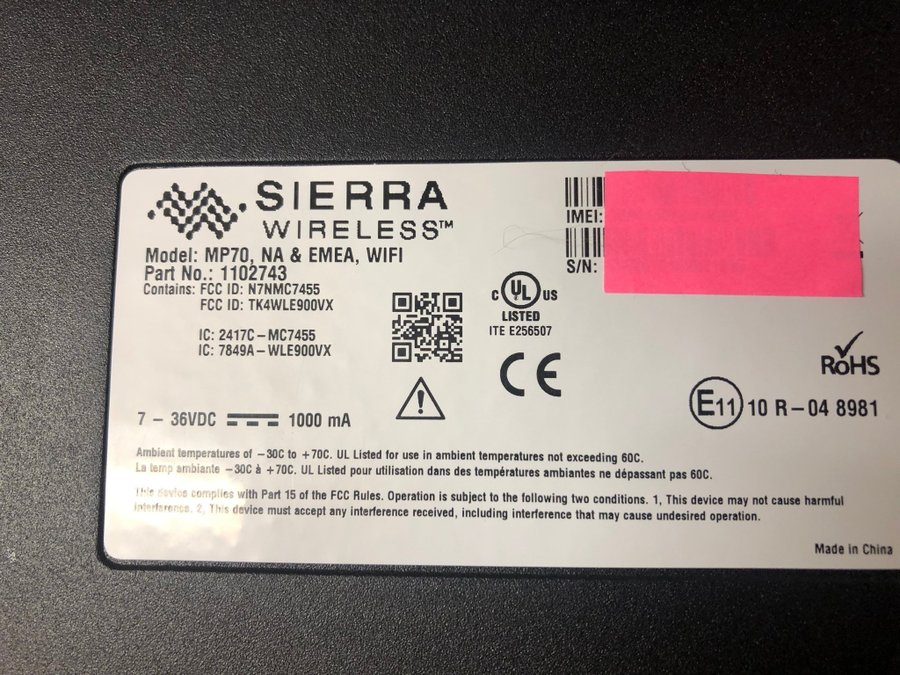 SIERRA
WIRELESS™
Model: MP70, NA & EMEA, WIFI
Part No.: 1102743
Contains: FCC ID: N7NMC7455
FCC ID: TK4WLE900VX
IC: 2417C-MC7455
IC: 7849A-WLE900VX
7 - 36VDC 1000 mA
IMEI:
S/N:
C UL US
LISTED
ITE E256507
CE
RoHS
E11 10 R-04 8981
Ambient temperatures of -30C to +70C. UL Listed for use in ambient temperatures not exceeding 60C.
La temp ambiante -30C à +70C. UL Listed pour utilisation dans des températures ambiantes ne dépassant pas 60C.
This device complies with Part 15 of the FCC Rules. Operation is subject to the following two conditions. 1, This device may not cause harmful
interference. 2, This device must accept any interference received, including interference that may cause undesired operation.
Made in China